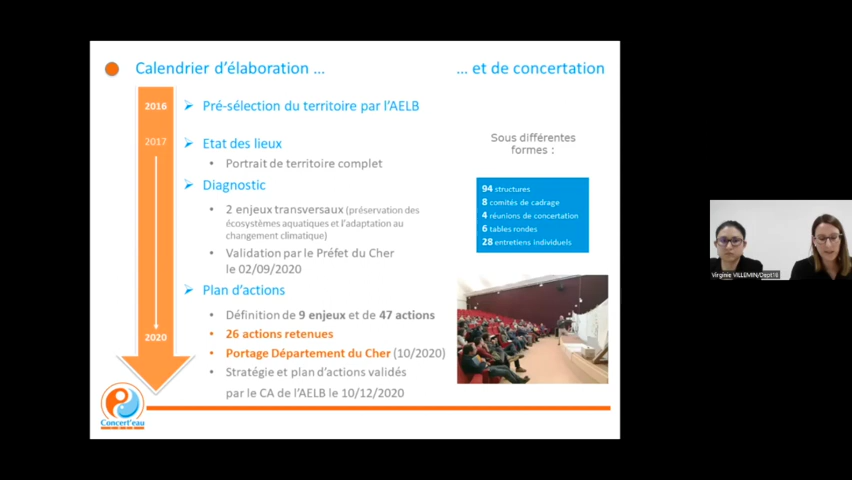 Calendrier d'élaboration ...
... et de concertation
2016
Pré-sélection du territoire par l'AELB
2017
Etat des lieux
• Portrait de territoire complet
Diagnostic
• 2 enjeux transversaux (préservation des
écosystèmes aquatiques et l'adaptation au
changement climatique)
• Validation par le Préfet du Cher
le 02/09/2020
Plan d'actions
• Définition de 9 enjeux et de 47 actions
2020
• 26 actions retenues
• Portage Département du Cher (10/2020)
• Stratégie et plan d'actions validés
par le CA de l'AELB le 10/12/2020
Sous différentes
formes :
94 structures
8 comités de cadrage
4 réunions de concertation
6 tables rondes
28 entretiens individuels
Concert'eau
Virginie VILLEMIN/Dept18